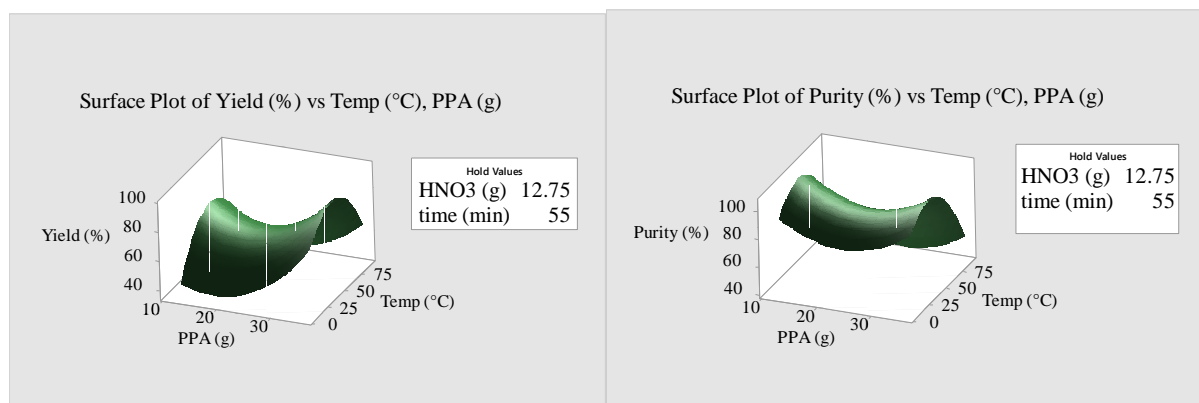 Surface Plot of Yield (%) vs Temp (°C), PPA (g)
Hold Values
HNO3 (g) 12.75
time (min) 55
100
80
60
40
Yield (%)
10
20
30
PPA (g)
0
25
50
75
Temp (°C)
Surface Plot of Purity (%) vs Temp (°C), PPA (g)
Hold Values
HNO3 (g) 12.75
time (min) 55
100
80
60
40
Purity (%)
10
20
30
PPA (g)
0
25
50
75
Temp (°C)